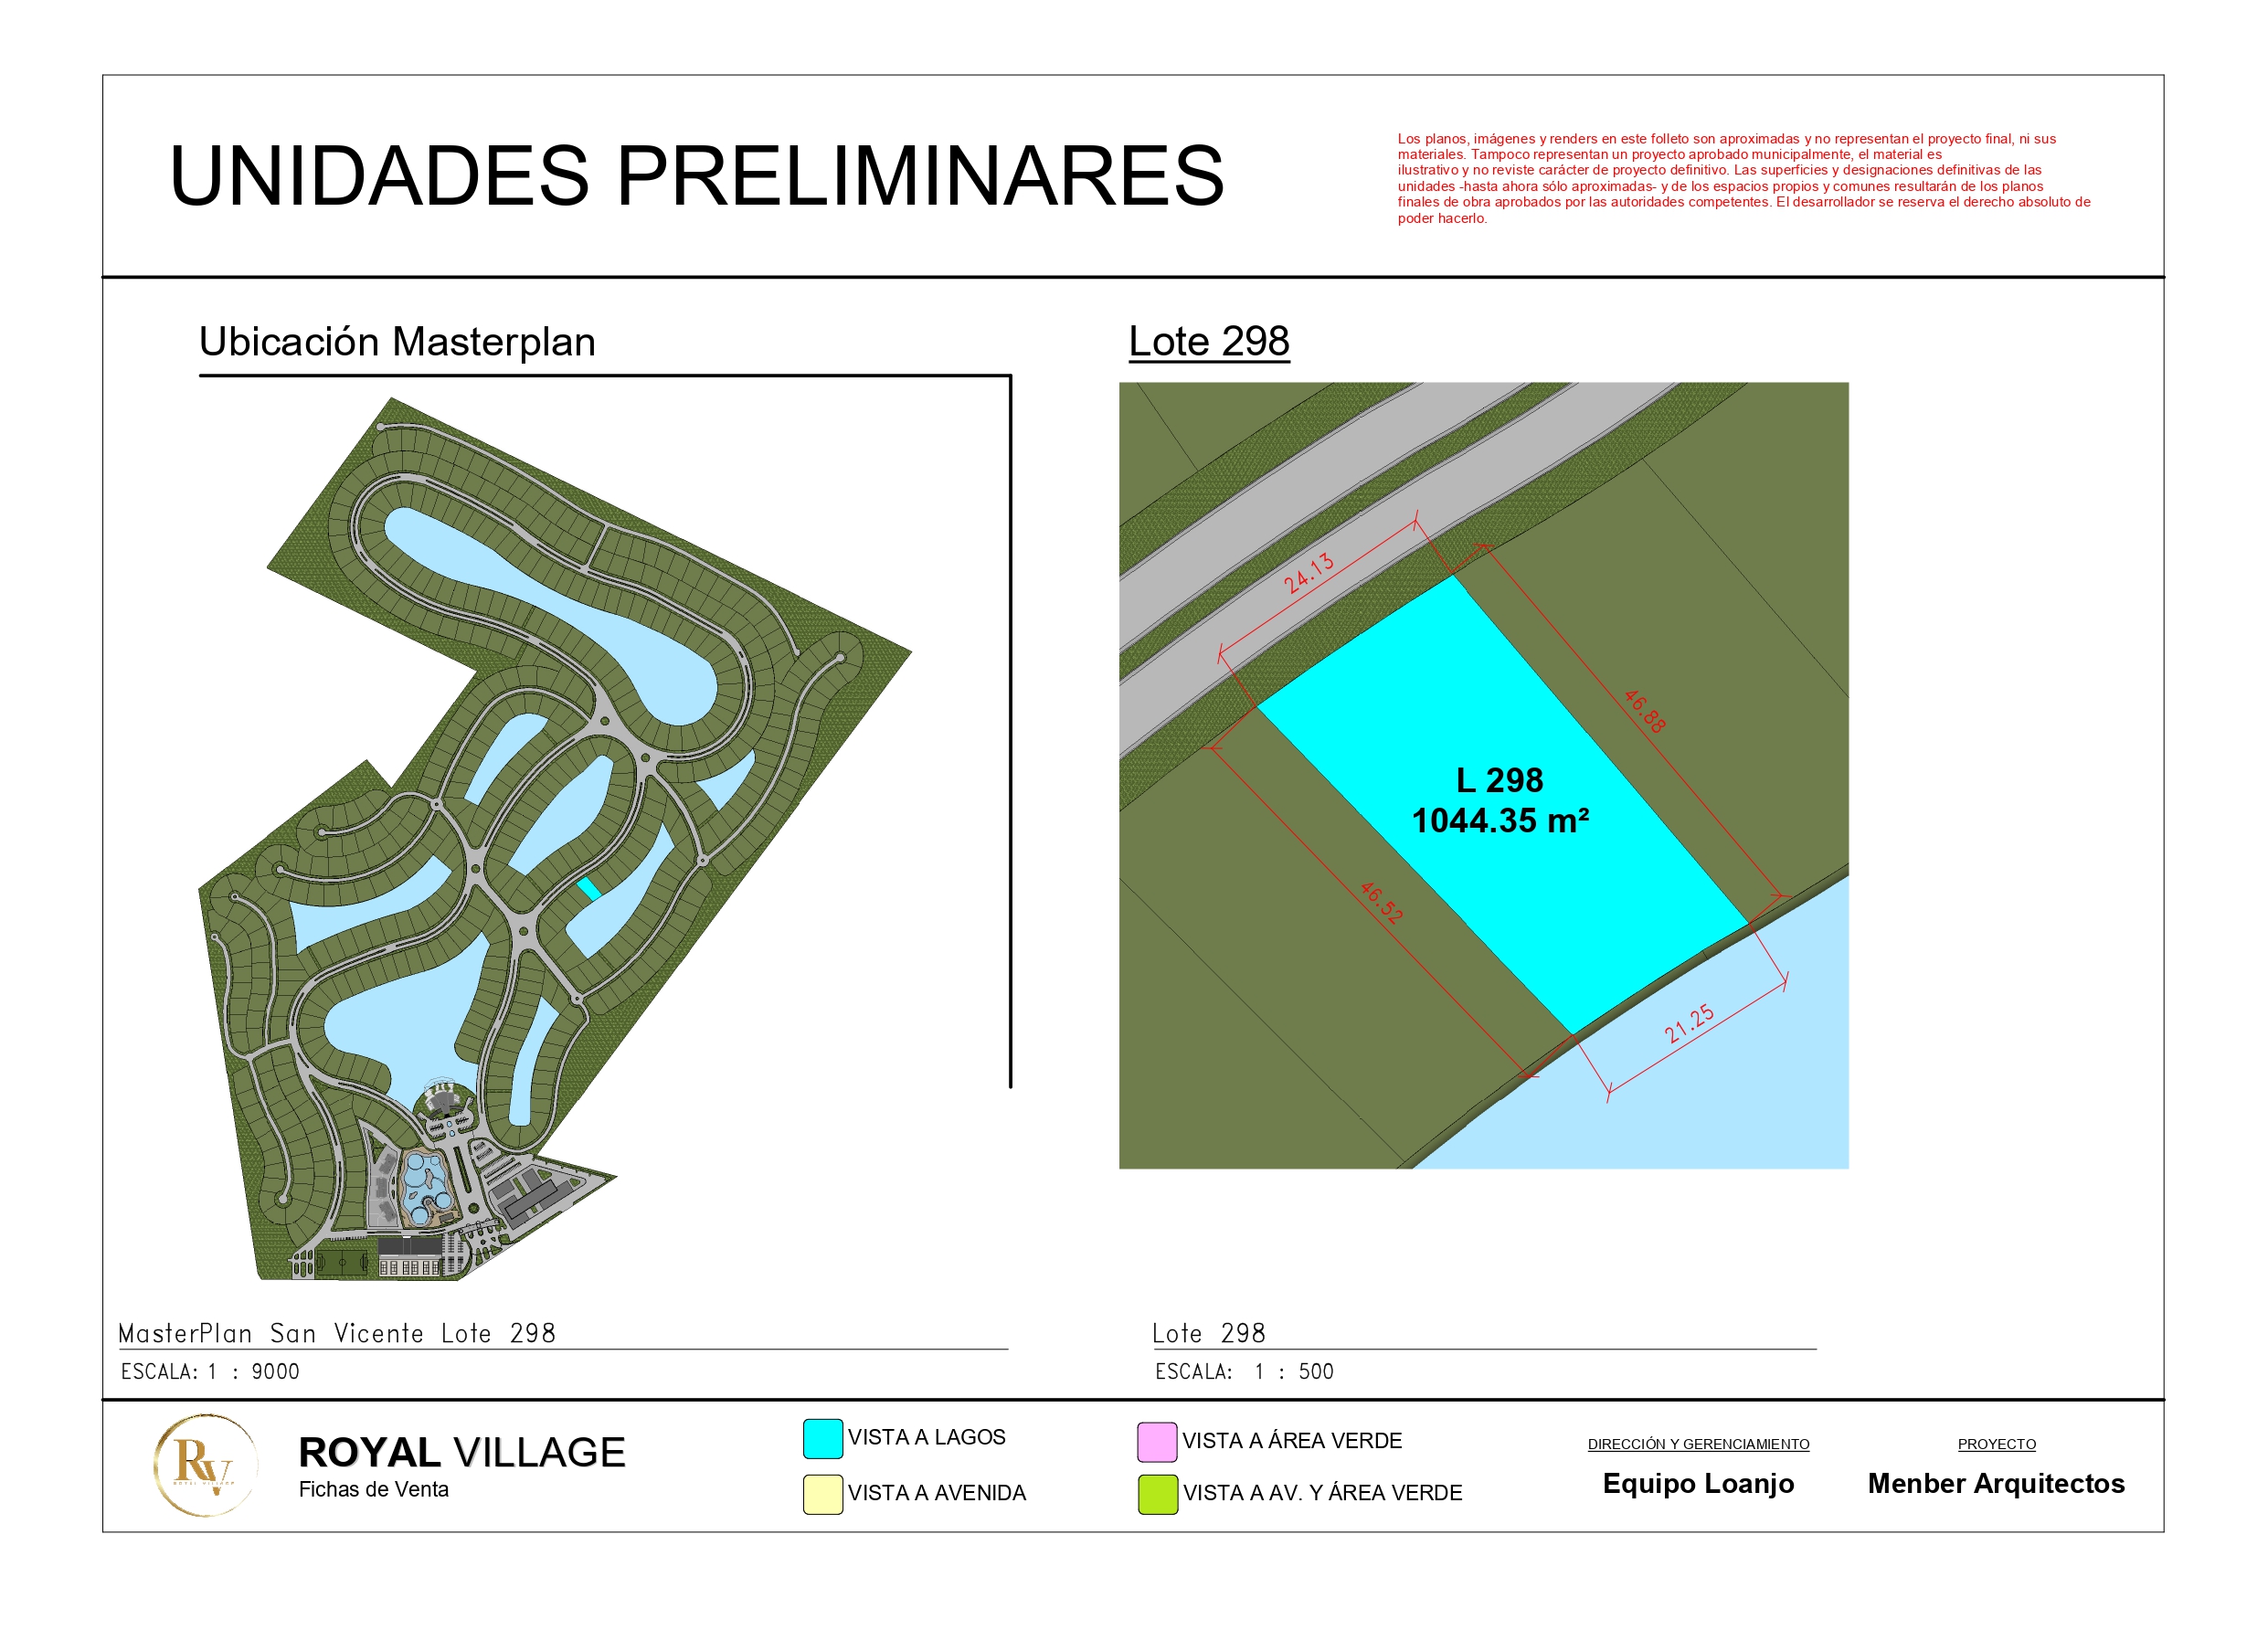 UNIDADES PRELIMINARES
Los planos, imágenes y renders en este folleto son aproximadas y no representan el proyecto final, ni sus
materiales. Tampoco representan un proyecto aprobado municipalmente, el material es
ilustrativo y no reviste carácter de proyecto definitivo. Las superficies y designaciones definitivas de las
unidades -hasta ahora sólo aproximadas- y de los espacios propios y comunes resultarán de los planos
finales de obra aprobados por las autoridades competentes. El desarrollador se reserva el derecho absoluto de
poder hacerlo.
Ubicación Masterplan
Lote 298
24.13
46.88
L 298
1044.35 m²
46.52
21.25
MasterPlan San Vicente Lote 298
ESCALA: 1 : 9000
Lote 298
ESCALA: 1 : 500
RV
ROYAL VILLAGE
ROYAL VILLAGE
Fichas de Venta
VISTA A LAGOS
VISTA A AVENIDA
VISTA A ÁREA VERDE
VISTA A AV. Y ÁREA VERDE
DIRECCIÓN Y GERENCIAMIENTO
Equipo Loanjo
PROYECTO
Menber Arquitectos